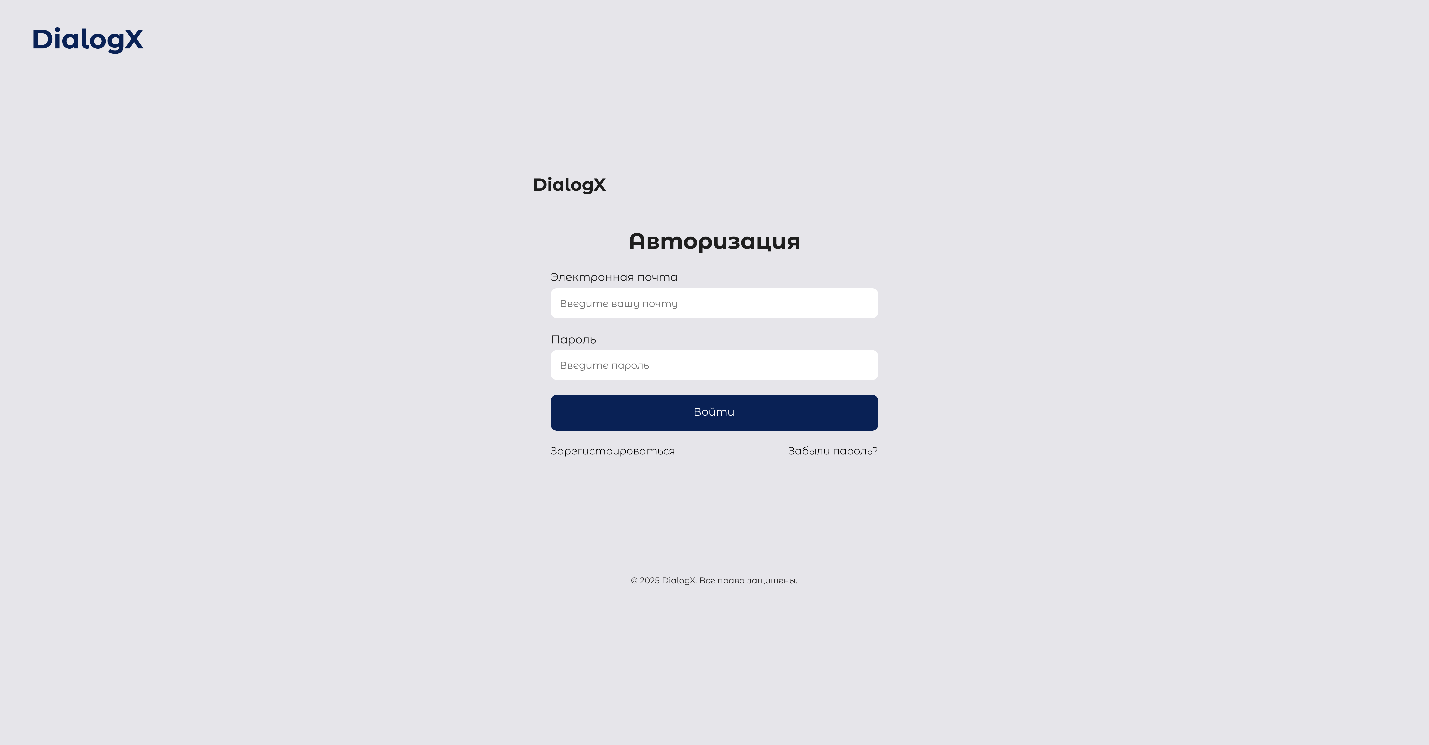 DialogX
DialogX
Авторизация
Электронная почта
Введите вашу почту
Пароль
Введите пароль
Войти
Зарегистрироваться Забыли пароль?
© 2025 DialogX. Все права защищены.